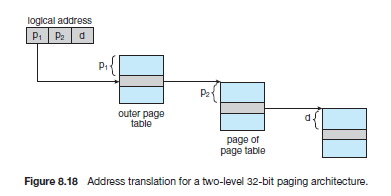 logical address
p₁ p₂ d
p₁
p₂
d
outer page
table
page of
page table
Figure 8.18 Address translation for a two-level 32-bit paging architecture.